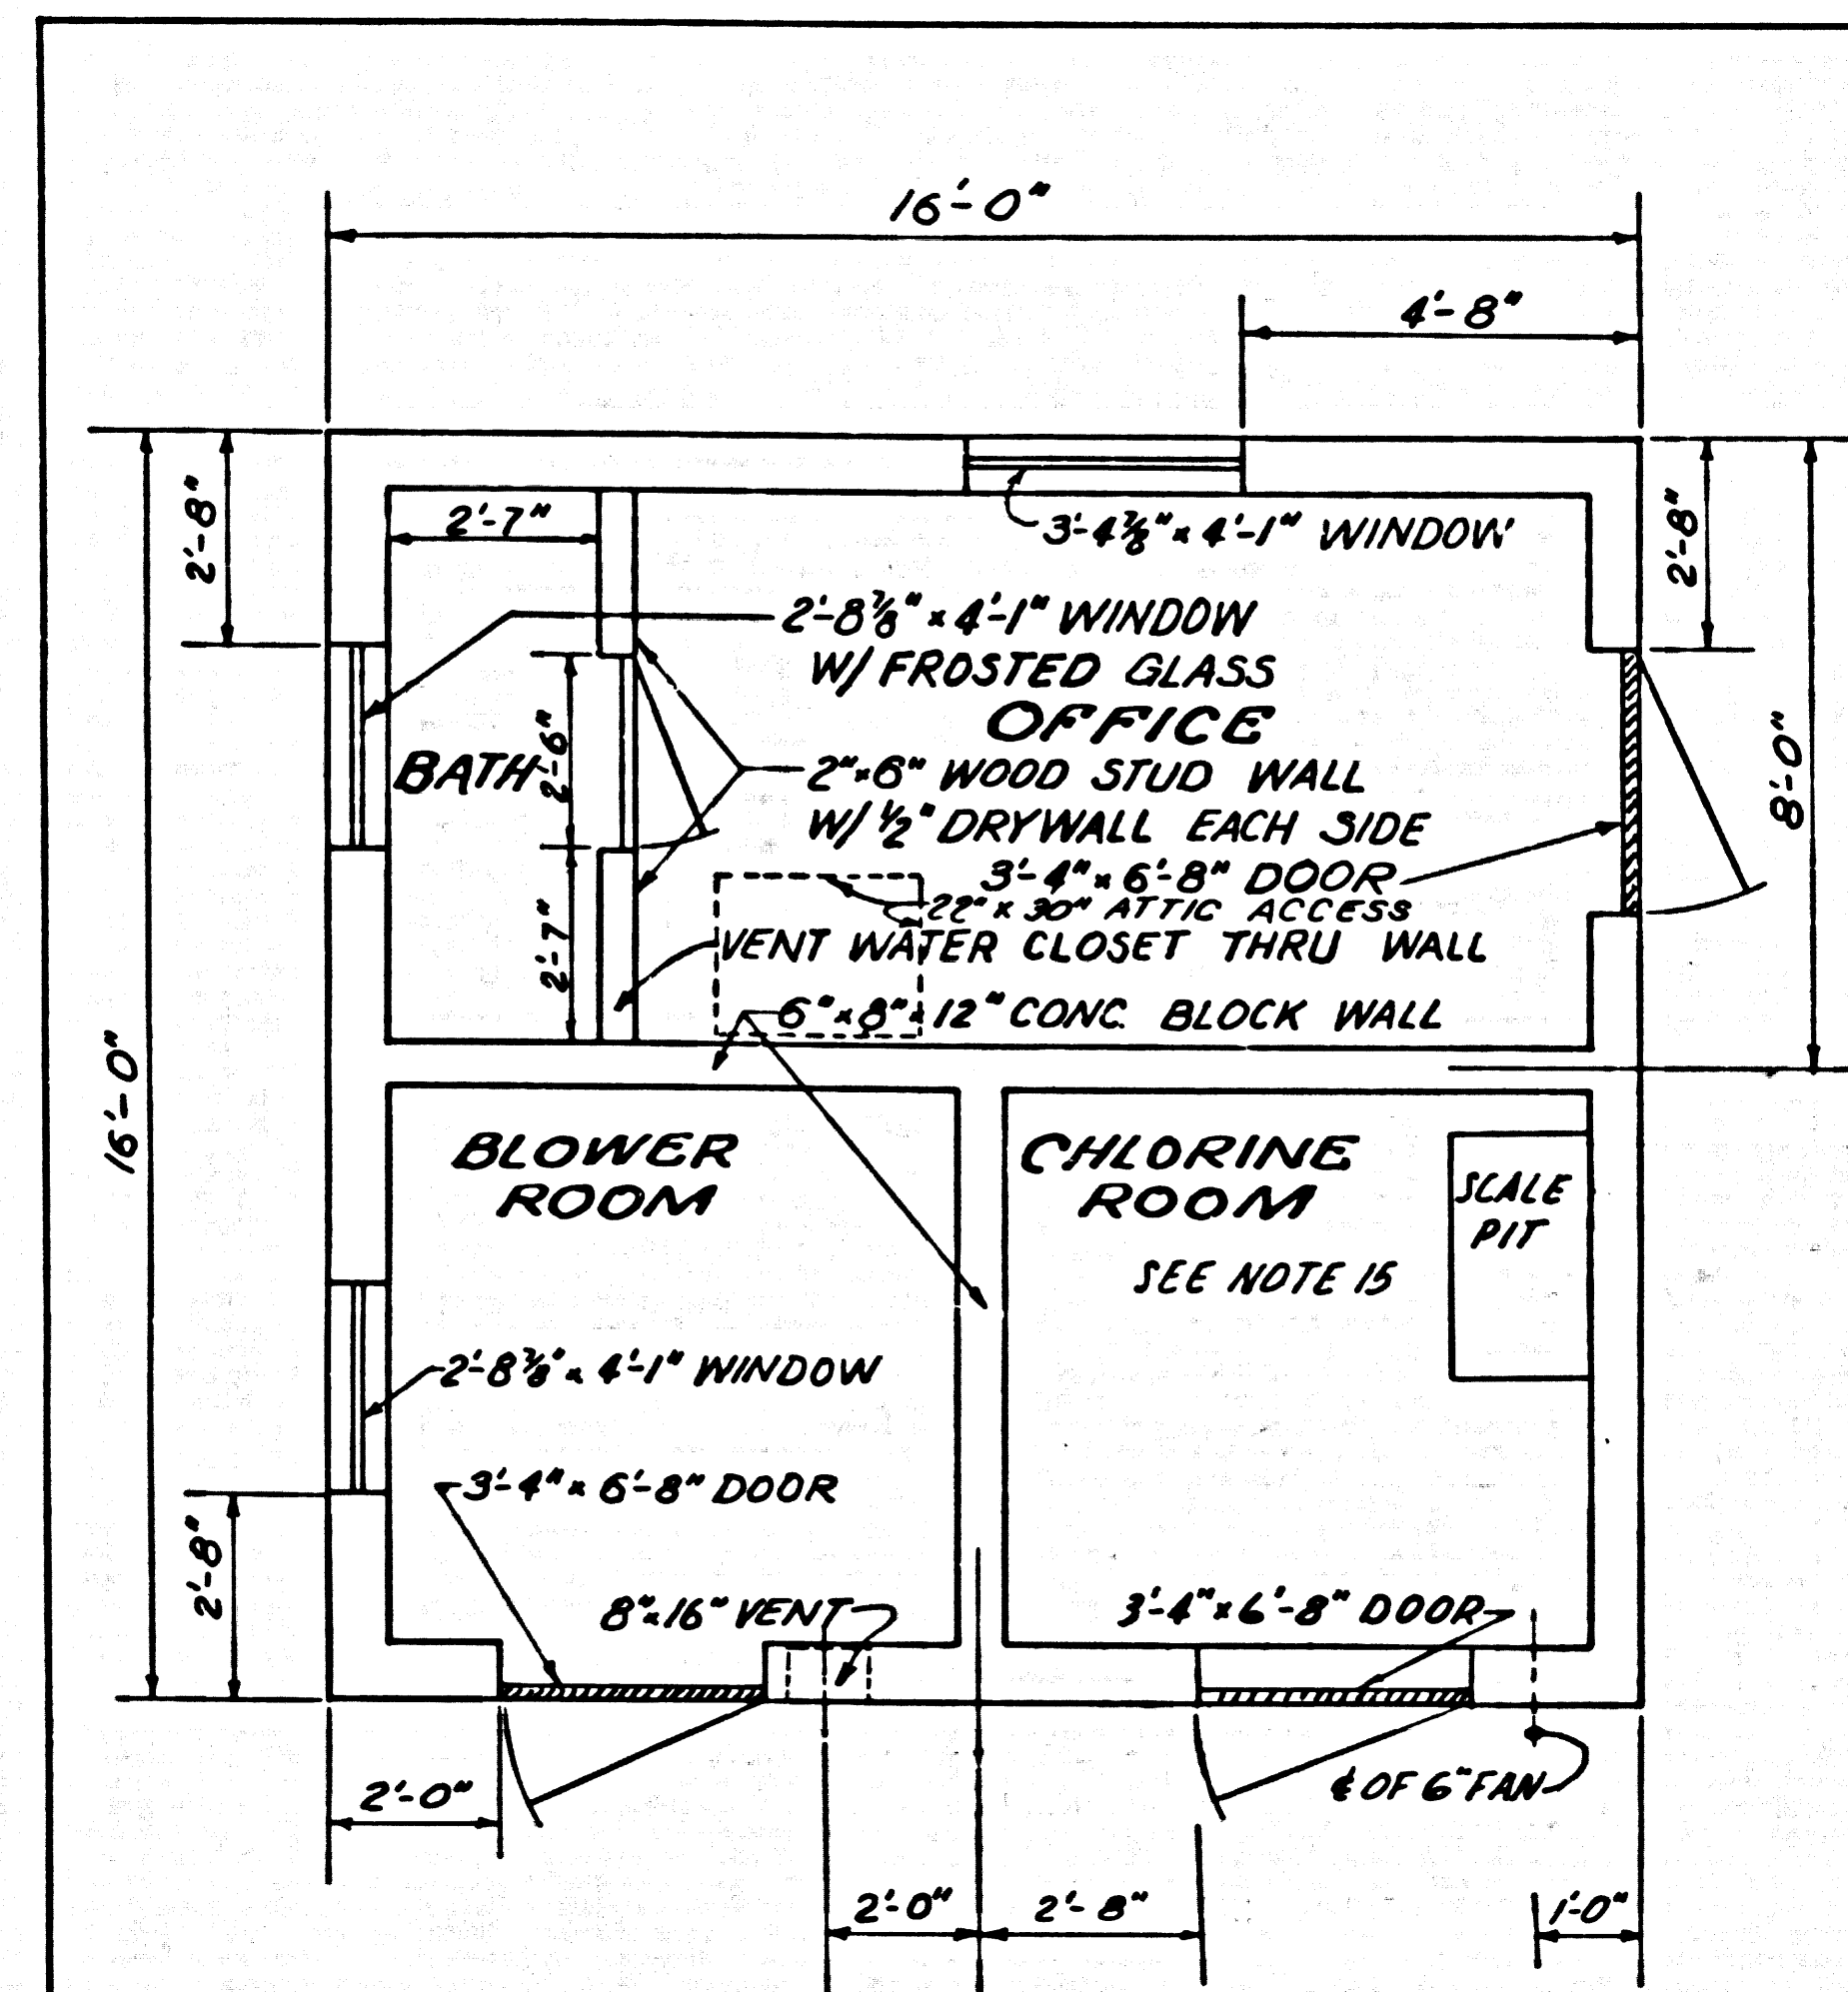 16'-0"
4'-8"
2'-8"
2'-7"
2'-8"
3'-4⅞" x 4'-1" WINDOW
2'-8⅞" x 4'-1" WINDOW
W/ FROSTED GLASS
OFFICE
BATH
2'-6"
2"x6" WOOD STUD WALL
W/ ½" DRYWALL EACH SIDE
8'-0"
3'-4" x 6'-8" DOOR
22" x 30" ATTIC ACCESS
2'-7"
VENT WATER CLOSET THRU WALL
6"x8"x12" CONC. BLOCK WALL
16'-0"
BLOWER
ROOM
CHLORINE
ROOM
SCALE
PIT
SEE NOTE 15
2'-8⅞" x 4'-1" WINDOW
3'-4" x 6'-8" DOOR
2'-8"
8"x16" VENT
3'-4"x6'-8" DOOR
℄ OF 6" FAN
2'-0"
2'-0"
2'-8"
1'-0"